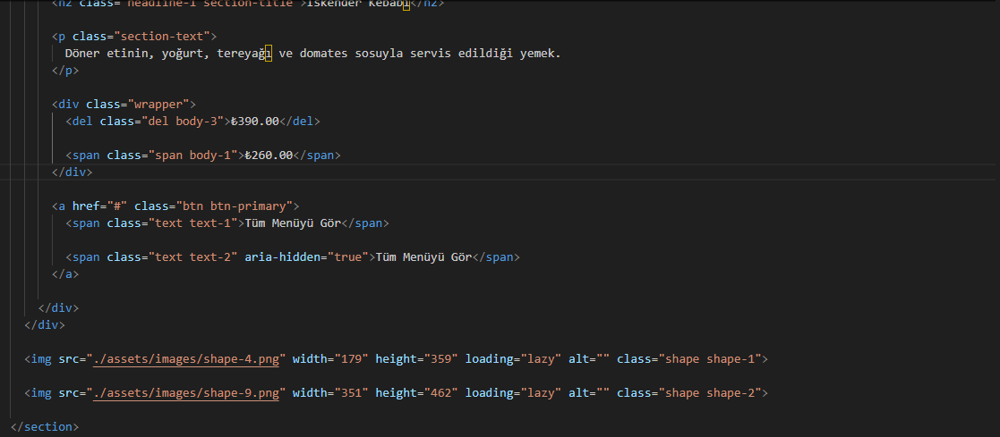 <h2 class="headline-1 section-title">İskender Kebabı</h2>
<p class="section-text">
Döner etinin, yoğurt, tereyağı ve domates sosuyla servis edildiği yemek.
</p>
<div class="wrapper">
<del class="del body-3">₺390.00</del>
<span class="span body-1">₺260.00</span>
</div>
<a href="#" class="btn btn-primary">
<span class="text text-1">Tüm Menüyü Gör</span>
<span class="text text-2" aria-hidden="true">Tüm Menüyü Gör</span>
</a>
</div>
</div>
<img src="./assets/images/shape-4.png" width="179" height="359" loading="lazy" alt="" class="shape shape-1">
<img src="./assets/images/shape-9.png" width="351" height="462" loading="lazy" alt="" class="shape shape-2">
</section>